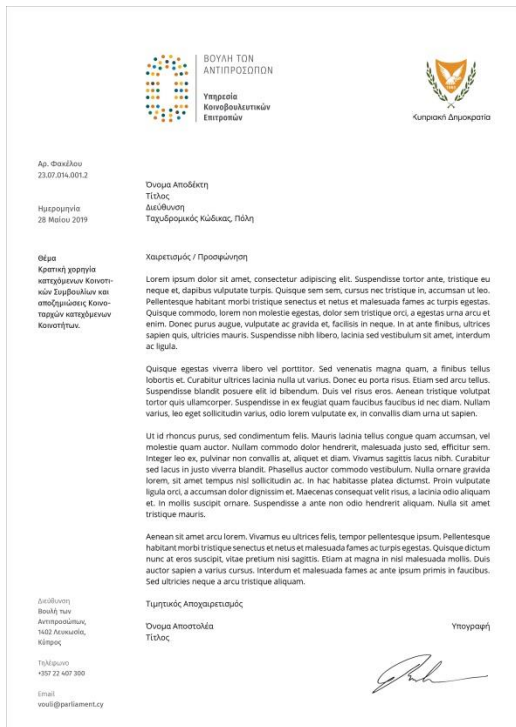 ΒΟΥΛΗ ΤΩΝ
ΑΝΤΙΠΡΟΣΩΠΩΝ
Υπηρεσία
Κοινοβουλευτικών
Επιτροπών
Κυπριακή Δημοκρατία
Αρ. Φακέλου
23.07.014.001.2
Ημερομηνία
28 Μαΐου 2019
Όνομα Αποδέκτη
Τίτλος
Διεύθυνση
Ταχυδρομικός Κώδικας, Πόλη
Θέμα
Κρατική χορηγία
κατεχόμενων Κοινοτι-
κών Συμβουλίων και
αποζημιώσεις Κοινο-
ταρχών κατεχόμενων
Κοινοτήτων.
Χαιρετισμός / Προσφώνηση
Lorem ipsum dolor sit amet, consectetur adipiscing elit. Suspendisse tortor ante, tristique eu
neque et, dapibus vulputate turpis. Quisque sem sem, cursus nec tristique in, accumsan ut leo.
Pellentesque habitant morbi tristique senectus et netus et malesuada fames ac turpis egestas.
Quisque commodo, lorem non molestie egestas, dolor sem tristique orci, a egestas urna arcu et
enim. Donec purus augue, vulputate ac gravida et, facilisis in neque. In at ante finibus, ultrices
sapien quis, ultricies mauris. Suspendisse nibh libero, lacinia sed vestibulum sit amet, interdum
ac ligula.
Quisque egestas viverra libero vel porttitor. Sed venenatis magna quam, a finibus tellus
lobortis et. Curabitur ultrices lacinia nulla ut varius. Donec eu porta risus. Etiam sed arcu tellus.
Suspendisse blandit posuere elit id bibendum. Duis vel risus eros. Aenean tristique volutpat
tortor quis ullamcorper. Suspendisse in ex feugiat quam faucibus faucibus id nec diam. Nullam
varius, leo eget sollicitudin varius, odio lorem vulputate ex, in convallis diam urna ut sapien.
Ut id rhoncus purus, sed condimentum felis. Mauris lacinia tellus congue quam accumsan, vel
molestie quam auctor. Nullam commodo dolor hendrerit, malesuada justo sed, efficitur sem.
Integer leo ex, pulvinar non convallis at, aliquet et diam. Vivamus sagittis lacus nibh. Curabitur
sed lacus in justo viverra blandit. Phasellus auctor commodo vestibulum. Nulla ornare gravida
lorem, sit amet tempus nisl sollicitudin ac. In hac habitasse platea dictumst. Proin vulputate
ligula orci, a accumsan dolor dignissim et. Maecenas consequat velit risus, a lacinia odio aliquam
et. In mollis suscipit ornare. Suspendisse a ante non odio hendrerit aliquam. Nulla sit amet
tristique mauris.
Aenean sit amet arcu lorem. Vivamus eu ultrices felis, tempor pellentesque ipsum. Pellentesque
habitant morbi tristique senectus et netus et malesuada fames ac turpis egestas. Quisque dictum
nunc at eros suscipit, vitae pretium nisi sagittis. Etiam at magna in nisl malesuada mollis. Duis
auctor sapien a varius cursus. Interdum et malesuada fames ac ante ipsum primis in faucibus.
Sed ultricies neque a arcu tristique aliquam.
Τιμητικός Αποχαιρετισμός
Όνομα Αποστολέα
Τίτλος
Υπογραφή
Διεύθυνση
Βουλή των
Αντιπροσώπων,
1402 Λευκωσία,
Κύπρος
Τηλέφωνο
+357 22 407 300
Email
vouli@parliament.cy